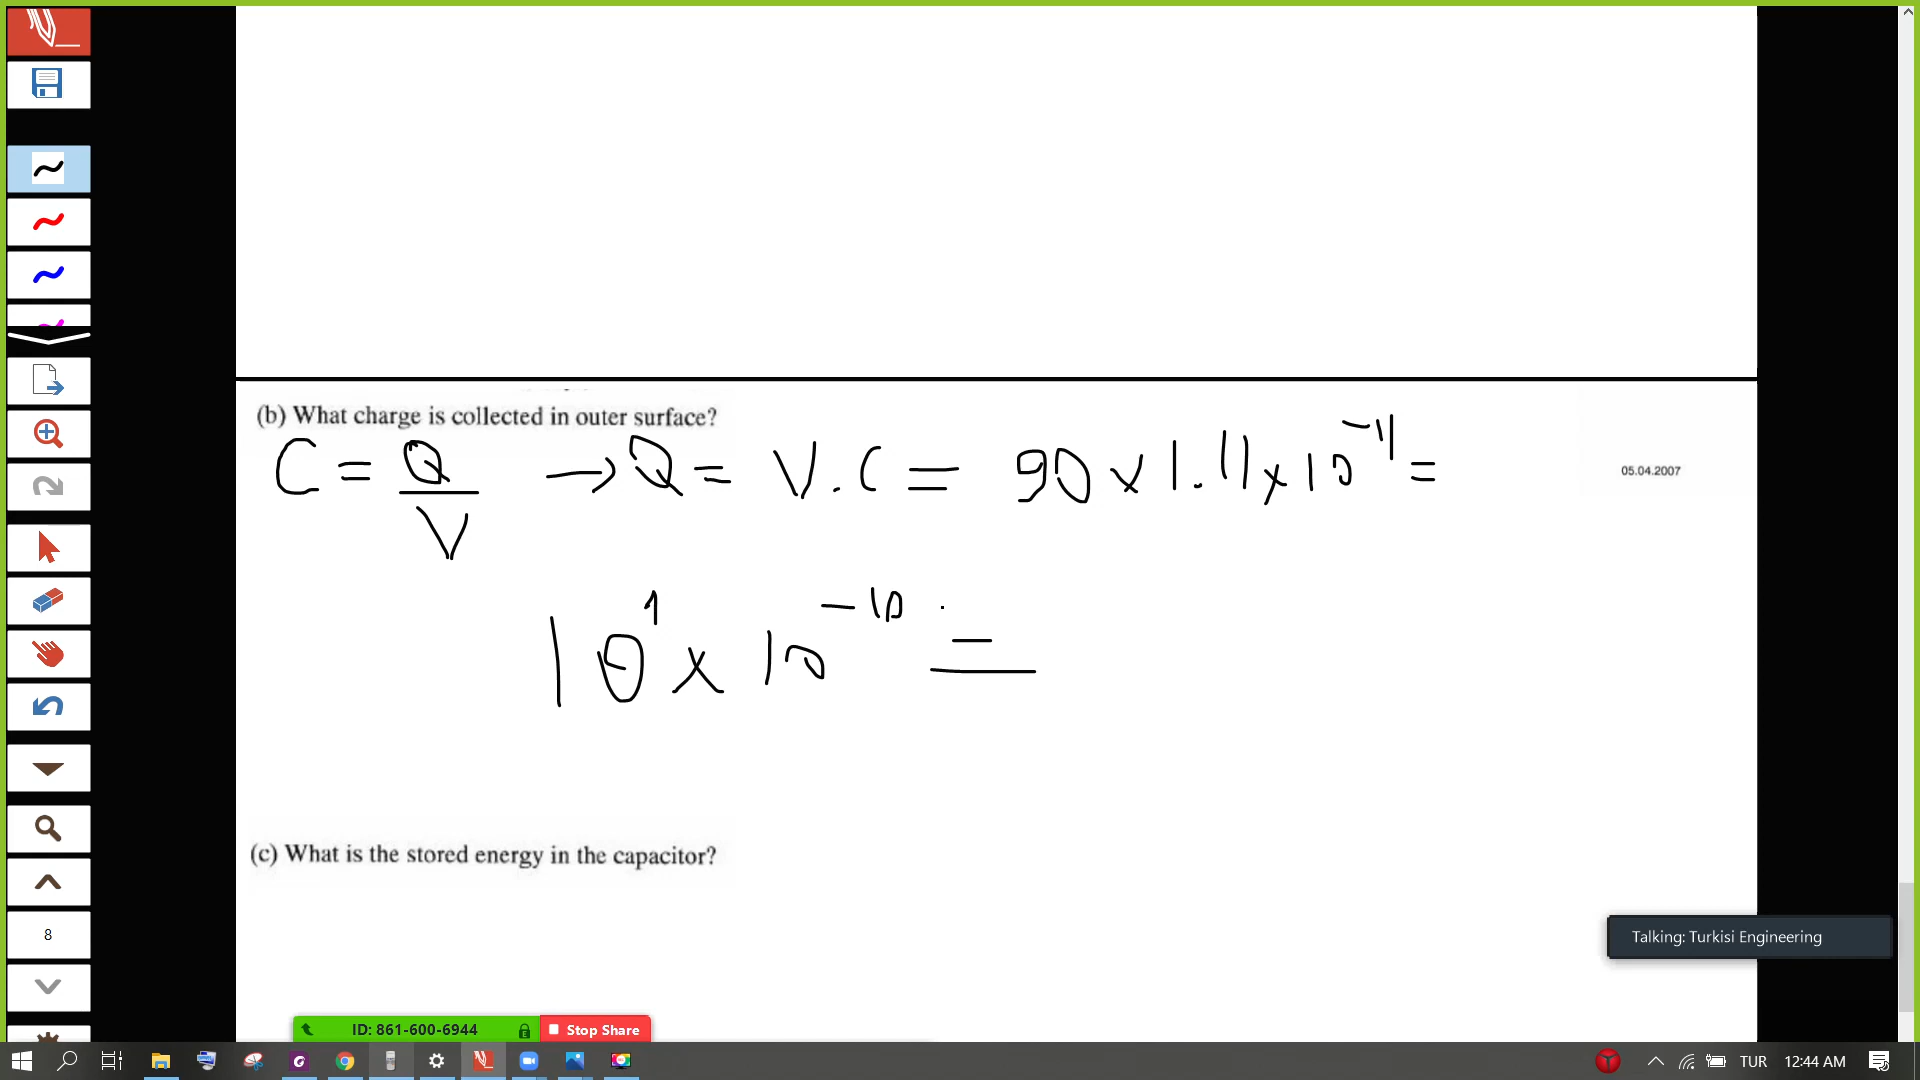 (b) What charge is collected in outer surface?
C = Q/V → Q = V.C = 90 x 1.11 x 10^-11 =
05.04.2007
10^1 x 10^-10 =
(c) What is the stored energy in the capacitor?
8
Talking: Turkisi Engineering
ID: 861-600-6944
Stop Share
TUR
12:44 AM